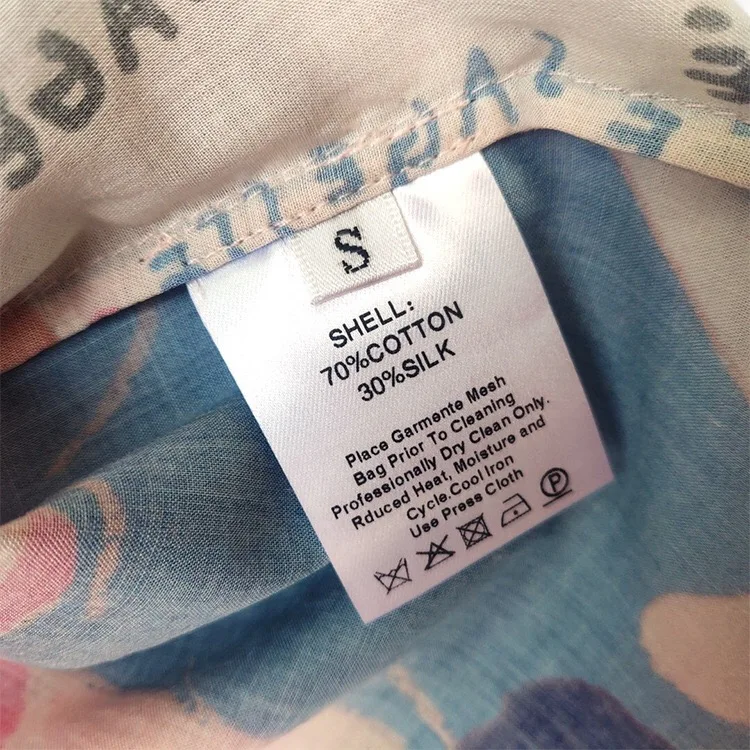 S
SHELL:
70%COTTON
30%SILK
Place Garmente Mesh
Bag Prior To Cleaning
Professionally Dry Clean Only.
Rduced Heat, Moisture and
Cycle.Cool Iron
Use Press Cloth
P